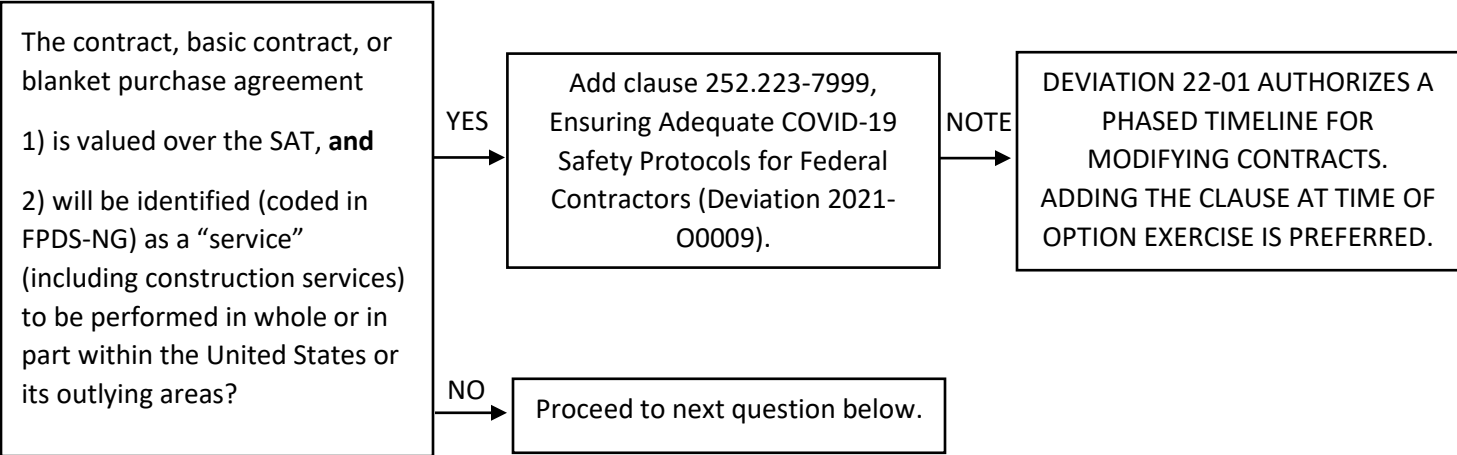 The contract, basic contract, or
blanket purchase agreement
1) is valued over the SAT, and
2) will be identified (coded in
FPDS-NG) as a “service”
(including construction services)
to be performed in whole or in
part within the United States or
its outlying areas?
YES
Add clause 252.223-7999,
Ensuring Adequate COVID-19
Safety Protocols for Federal
Contractors (Deviation 2021-
O0009).
NOTE
DEVIATION 22-01 AUTHORIZES A
PHASED TIMELINE FOR
MODIFYING CONTRACTS.
ADDING THE CLAUSE AT TIME OF
OPTION EXERCISE IS PREFERRED.
NO
Proceed to next question below.